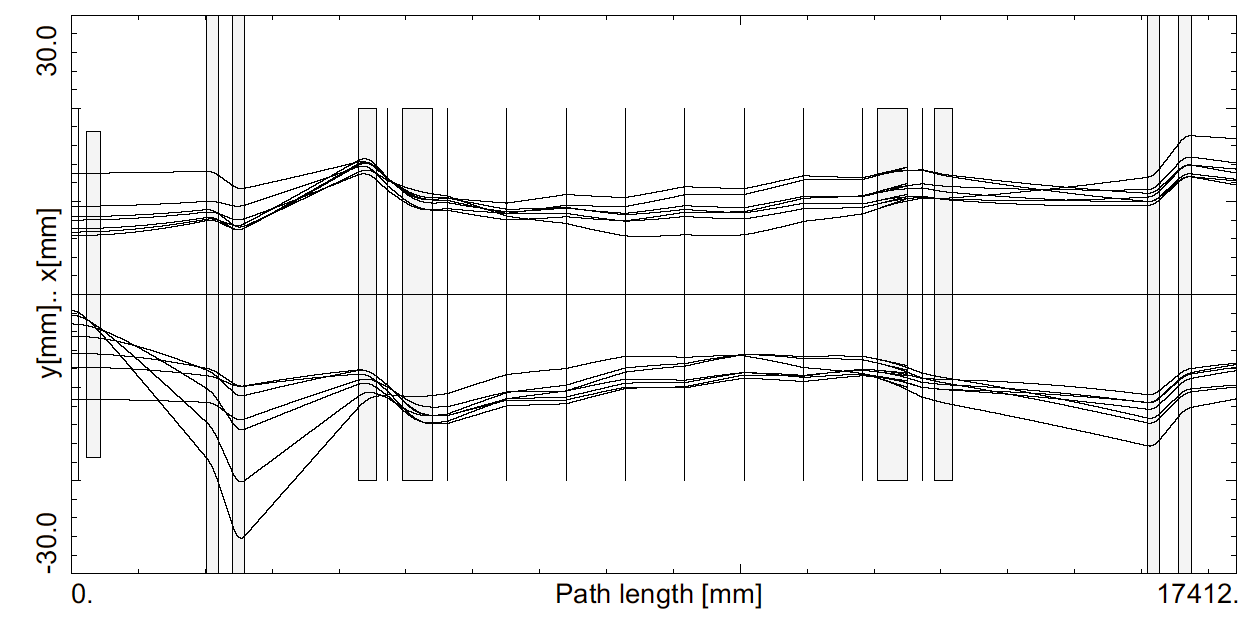 30.0
y[mm].. x[mm]
-30.0
0.
Path length [mm]
17412.